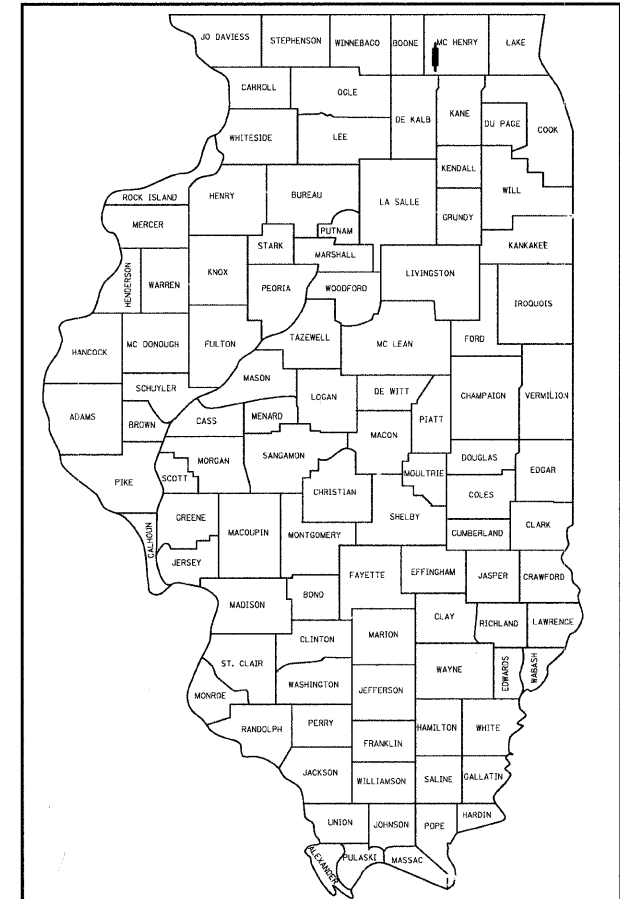 JO DAVIESS
STEPHENSON
WINNEBAGO
BOONE
MC HENRY
LAKE
CARROLL
OGLE
DE KALB
KANE
DU PAGE
COOK
WHITESIDE
LEE
KENDALL
WILL
ROCK ISLAND
HENRY
BUREAU
LA SALLE
GRUNDY
MERCER
PUTNAM
STARK
MARSHALL
KANKAKEE
HENDERSON
WARREN
KNOX
PEORIA
WOODFORD
LIVINGSTON
IROQUOIS
HANCOCK
MC DONOUGH
FULTON
TAZEWELL
MC LEAN
FORD
MASON
SCHUYLER
LOGAN
DE WITT
CHAMPAIGN
VERMILION
ADAMS
BROWN
CASS
MENARD
PIATT
MACON
PIKE
SCOTT
MORGAN
SANGAMON
DOUGLAS
EDGAR
MOULTRIE
CHRISTIAN
COLES
CALHOUN
GREENE
MACOUPIN
MONTGOMERY
SHELBY
CUMBERLAND
CLARK
JERSEY
FAYETTE
EFFINGHAM
JASPER
CRAWFORD
MADISON
BOND
CLAY
RICHLAND
LAWRENCE
CLINTON
MARION
ST. CLAIR
WAYNE
EDWARDS
WABASH
WASHINGTON
JEFFERSON
MONROE
RANDOLPH
PERRY
HAMILTON
WHITE
FRANKLIN
JACKSON
WILLIAMSON
SALINE
GALLATIN
UNION
JOHNSON
POPE
HARDIN
ALEXANDER
PULASKI
MASSAC